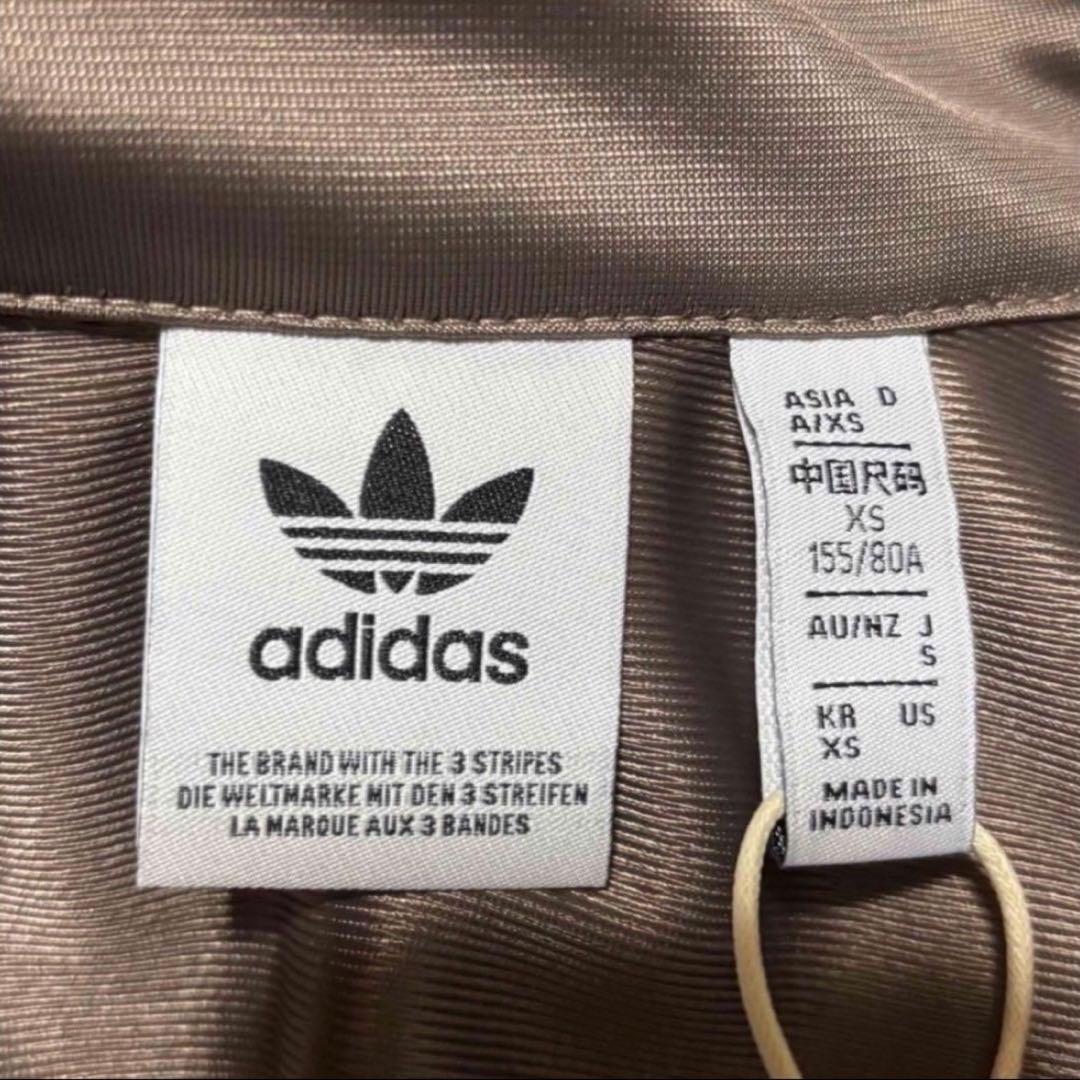 adidas
THE BRAND WITH THE 3 STRIPES
DIE WELTMARKE MIT DEN 3 STREIFEN
LA MARQUE AUX 3 BANDES
ASIA D
A/XS
中国尺码
XS
155/80A
AU/NZ J
S
KR US
XS
MADE IN
INDONESIA